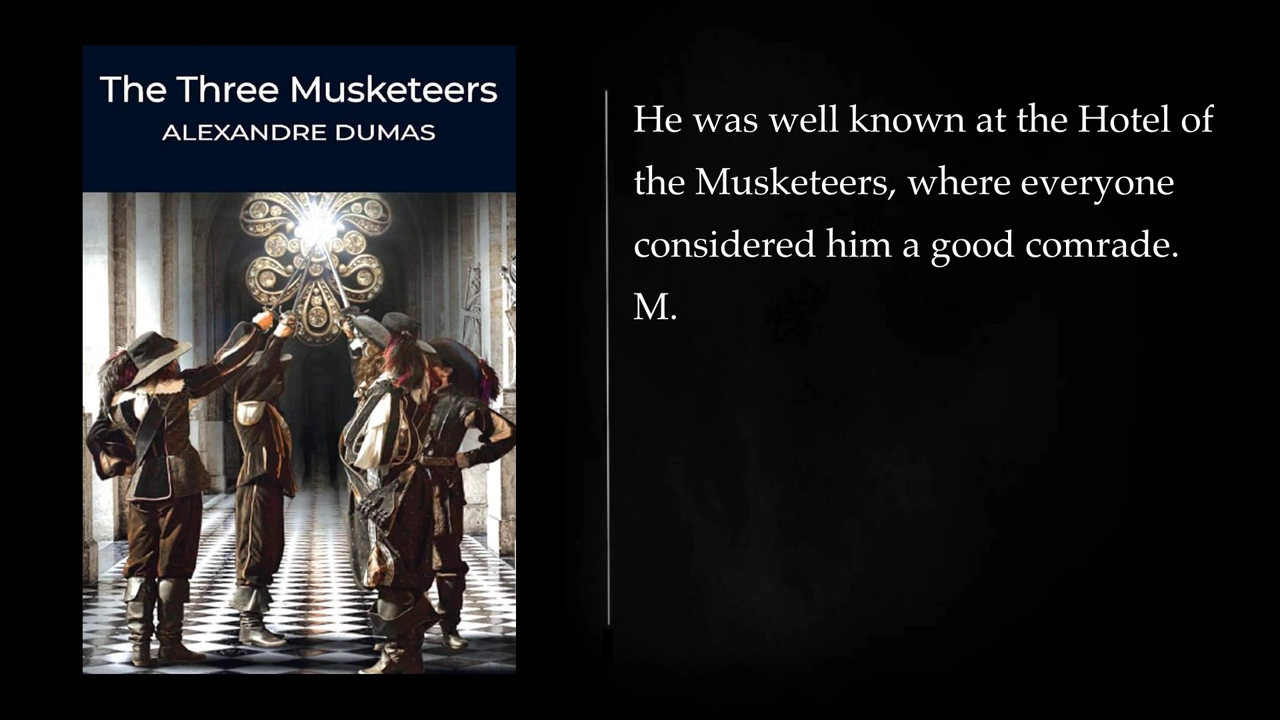 The Three Musketeers
ALEXANDRE DUMAS
He was well known at the Hotel of
the Musketeers, where everyone
considered him a good comrade.
M.